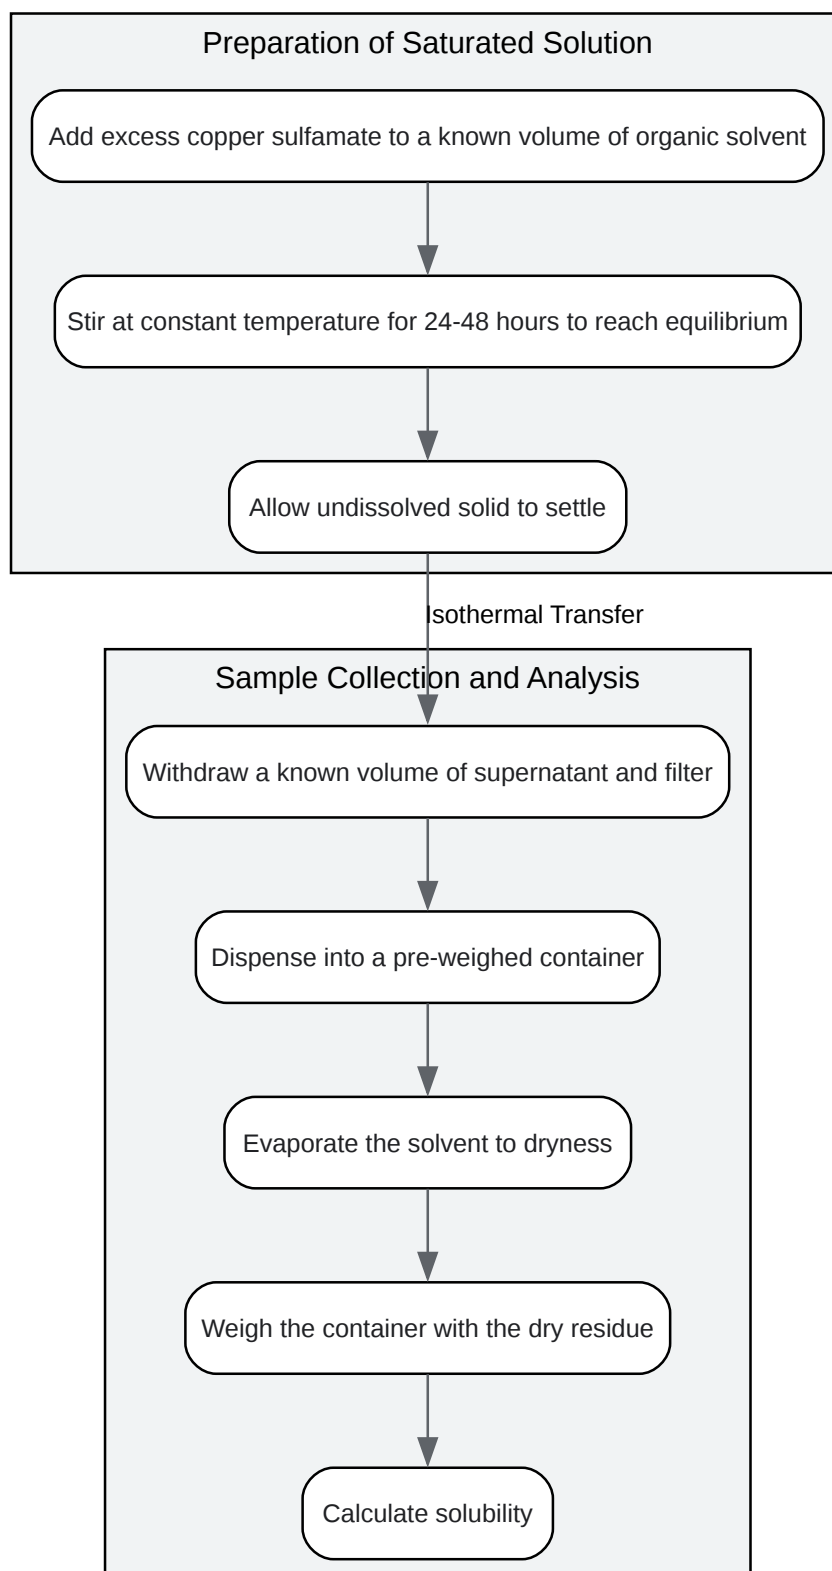 Preparation of Saturated Solution
Add excess copper sulfamate to a known volume of organic solvent
Stir at constant temperature for 24-48 hours to reach equilibrium
Allow undissolved solid to settle
Isothermal Transfer
Sample Collection and Analysis
Withdraw a known volume of supernatant and filter
Dispense into a pre-weighed container
Evaporate the solvent to dryness
Weigh the container with the dry residue
Calculate solubility